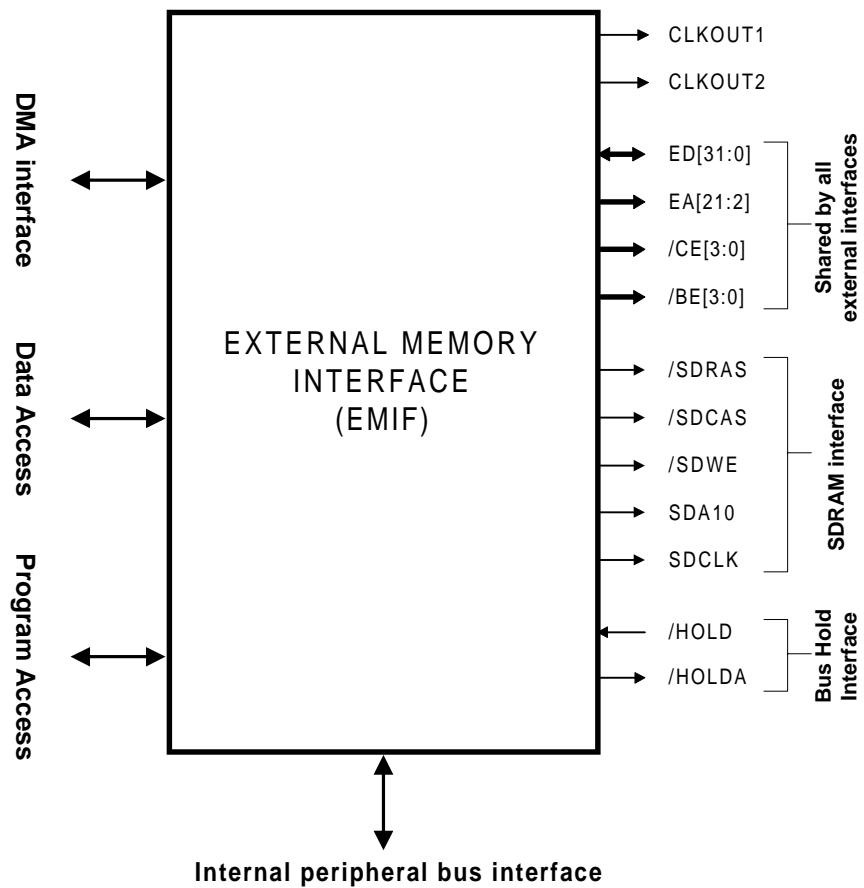 DMA interface
Data Access
Program Access
EXTERNAL MEMORY
INTERFACE
(EMIF)
CLKOUT1
CLKOUT2
ED[31:0]
EA[21:2]
/CE[3:0]
/BE[3:0]
Shared by all
external interfaces
/SDRAS
/SDCAS
/SDWE
SDA10
SDCLK
SDRAM interface
/HOLD
/HOLDA
Bus Hold
Interface
Internal peripheral bus interface